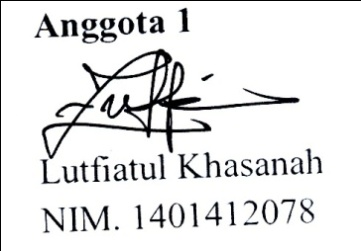 Anggota 1
Lutfiatul Khasanah
NIM. 1401412078